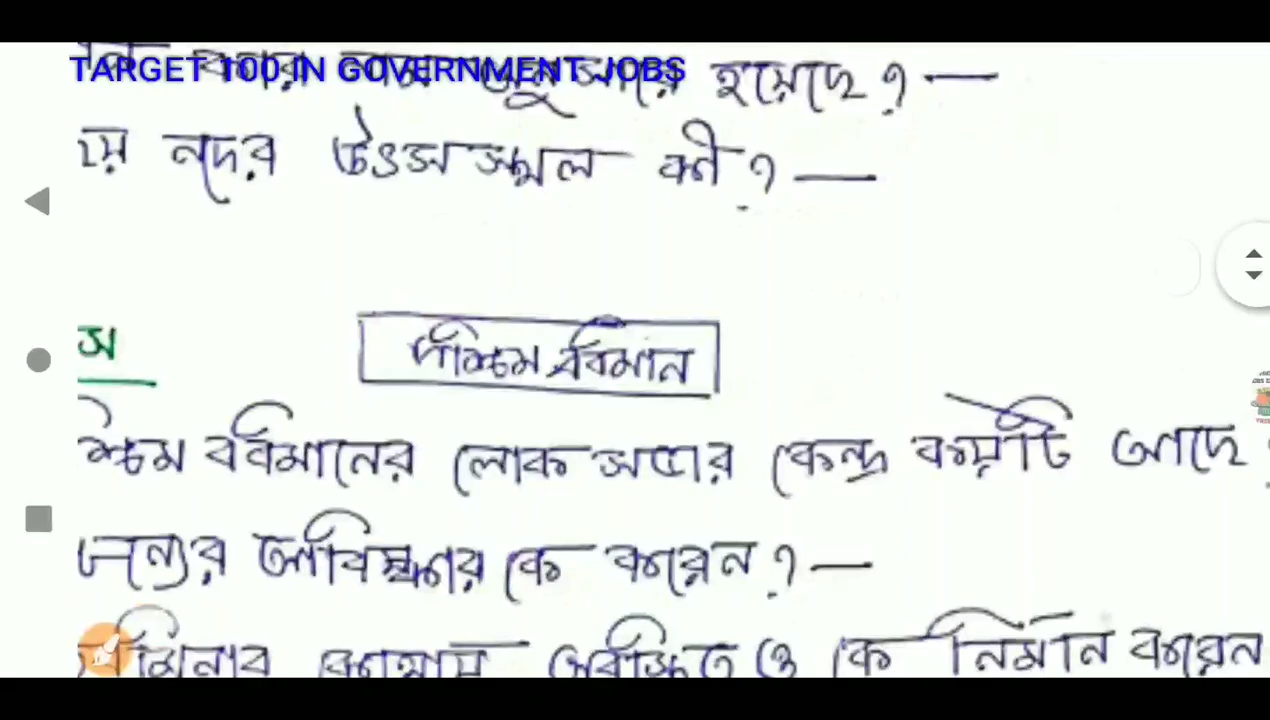 TARGET 100 IN GOVERNMENT JOBS
হয়েছে? —
নদের উৎসস্থল কী? —
স
পশ্চিম বর্ধমান
শ্চিম বর্ধমানের লোকসভার কেন্দ্র কয়টি আছে
আবিষ্কার কে করেন? —
কোথায় অবস্থিত ও কে নির্মান করেন